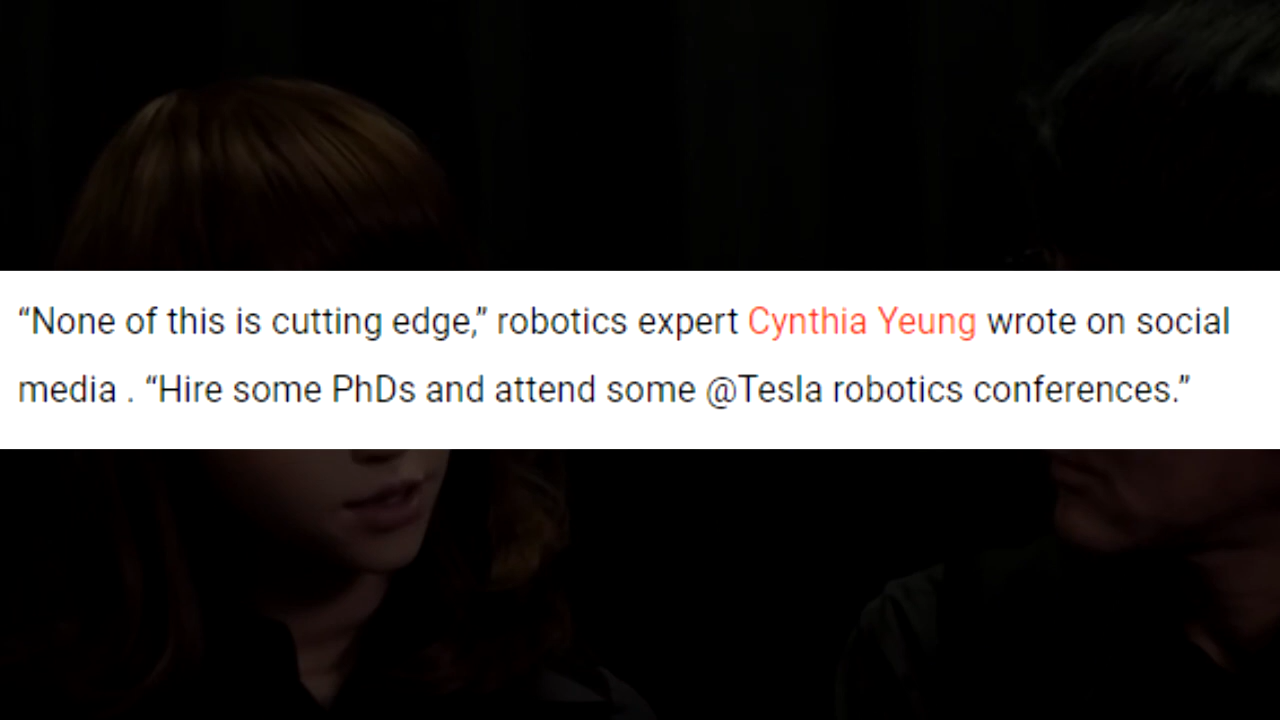 “None of this is cutting edge,” robotics expert Cynthia Yeung wrote on social
media . “Hire some PhDs and attend some @Tesla robotics conferences.”